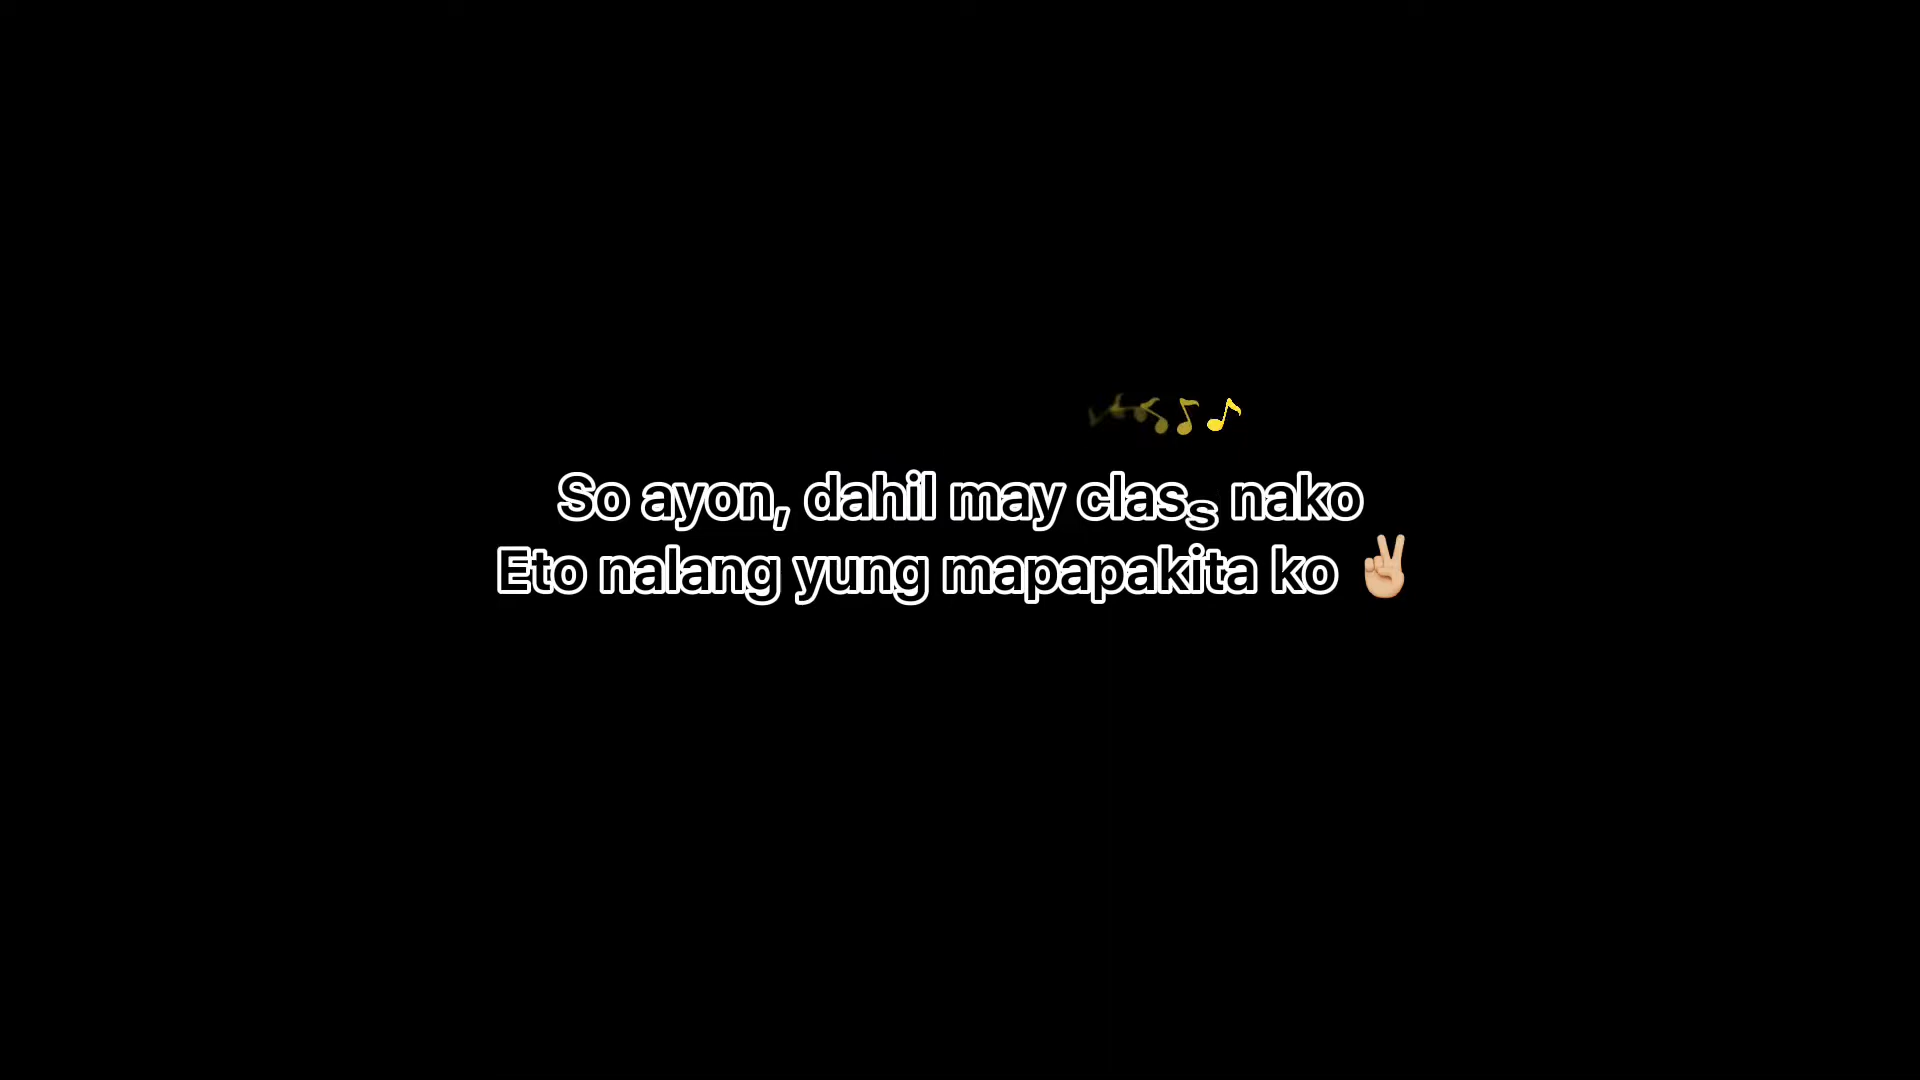 So ayon, dahil may class nako
Eto nalang yung mapapakita ko ✌🏼